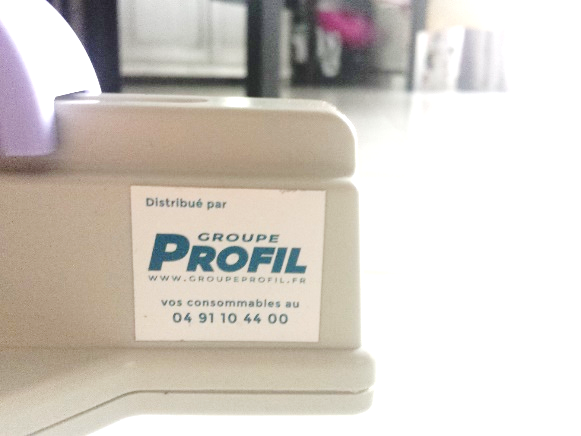 Distribué par
GROUPE
PROFIL
WWW.GROUPEPROFIL.FR
vos consommables au
04 91 10 44 00